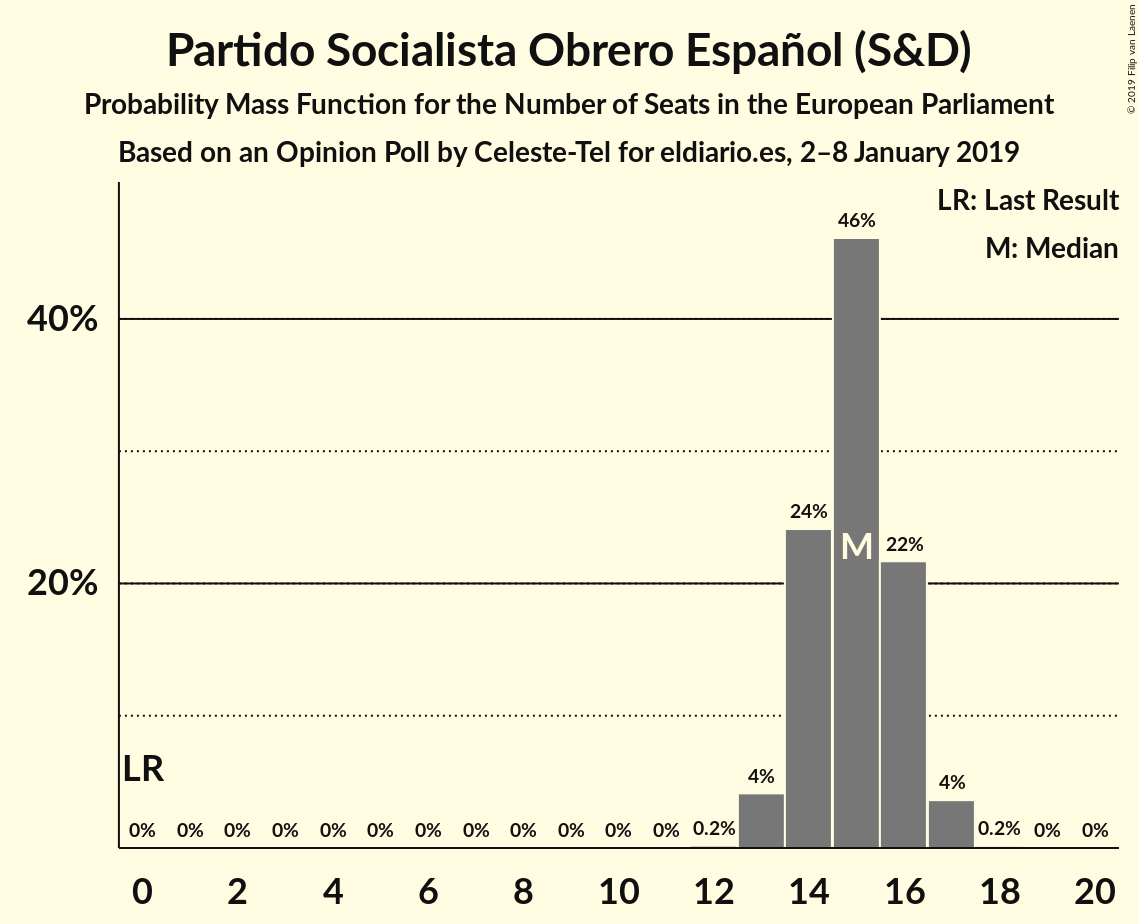 Partido Socialista Obrero Español (S&D)
Probability Mass Function for the Number of Seats in the European Parliament
Based on an Opinion Poll by Celeste-Tel for eldiario.es, 2–8 January 2019
© 2019 Filip van Laenen
LR: Last Result
M: Median
46%
40%
24%
M
22%
20%
LR
4%
4%
0% 0% 0% 0% 0% 0% 0% 0% 0% 0% 0% 0% 0.2% 0.2% 0% 0%
0 2 4 6 8 10 12 14 16 18 20